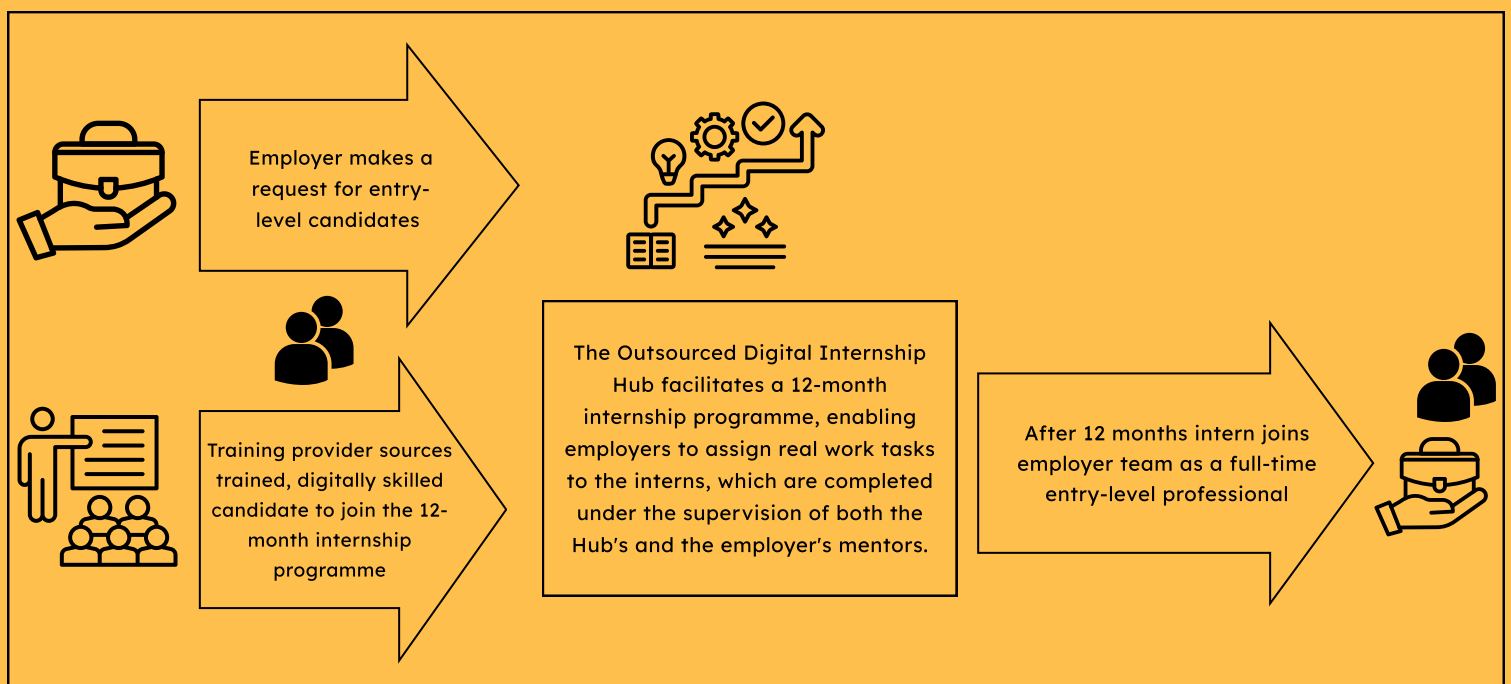 Employer makes a
request for entry-
level candidates
Training provider sources
trained, digitally skilled
candidate to join the 12-
month internship
programme
The Outsourced Digital Internship
Hub facilitates a 12-month
internship programme, enabling
employers to assign real work tasks
to the interns, which are completed
under the supervision of both the
Hub's and the employer's mentors.
After 12 months intern joins
employer team as a full-time
entry-level professional